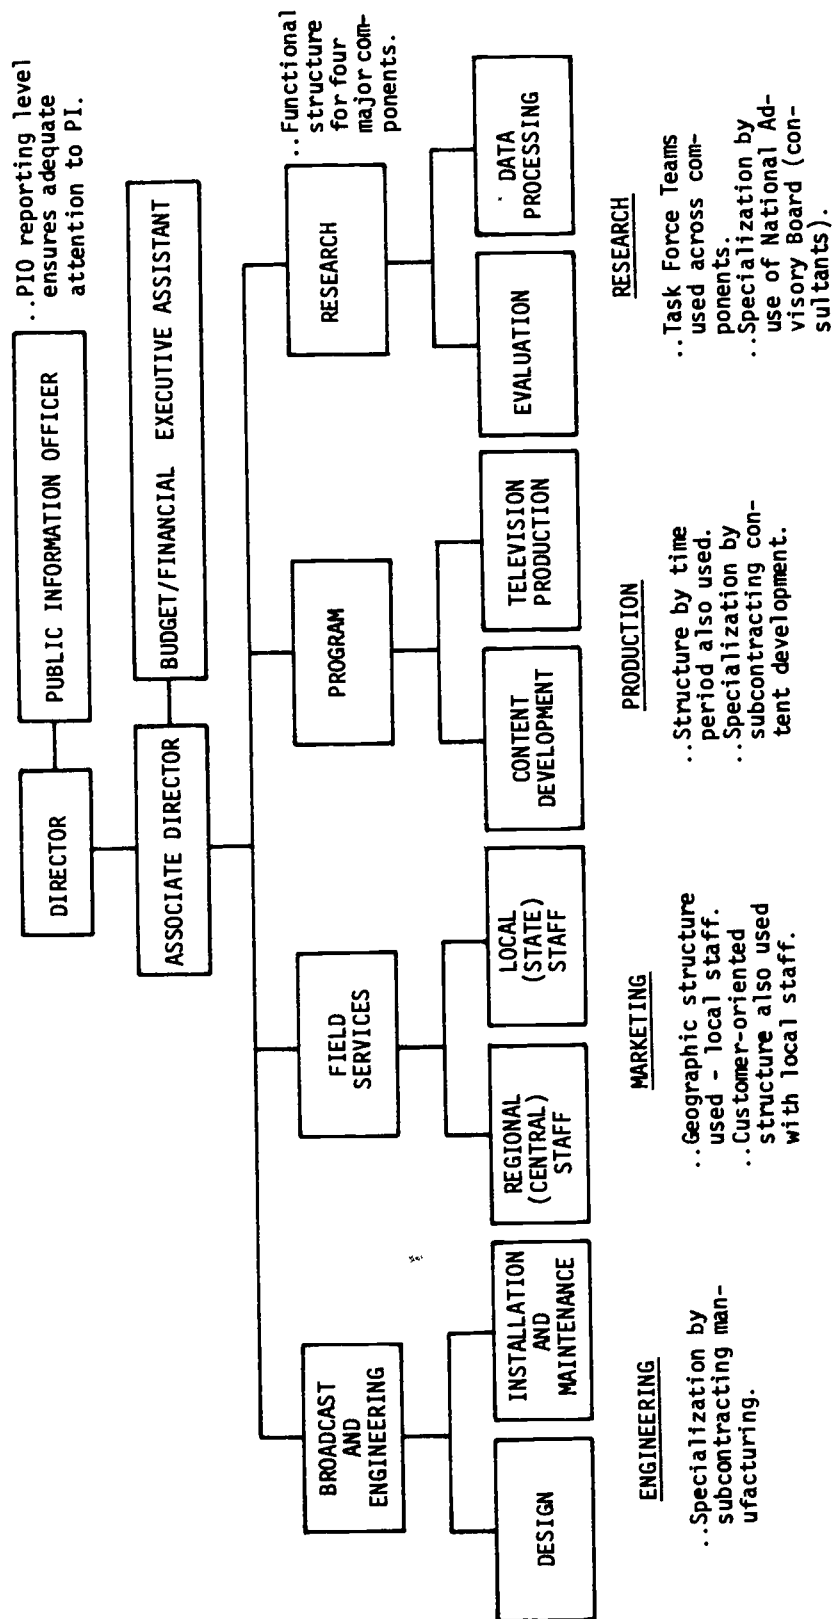 PUBLIC INFORMATION OFFICER
..PIO reporting level
ensures adequate
attention to PI.
DIRECTOR
BUDGET/FINANCIAL EXECUTIVE ASSISTANT
ASSOCIATE DIRECTOR
..Functional
structure
for four
major com-
ponents.
BROADCAST
AND
ENGINEERING
FIELD
SERVICES
PROGRAM
RESEARCH
DESIGN
INSTALLATION
AND
MAINTENANCE
REGIONAL
(CENTRAL)
STAFF
LOCAL
(STATE)
STAFF
CONTENT
DEVELOPMENT
TELEVISION
PRODUCTION
EVALUATION
DATA
PROCESSING
ENGINEERING
..Specialization by
subcontracting man-
ufacturing.
MARKETING
..Geographic structure
used - local staff.
..Customer-oriented
structure also used
with local staff.
PRODUCTION
..Structure by time
period also used.
..Specialization by
subcontracting con-
tent development.
RESEARCH
..Task Force Teams
used across com-
ponents.
..Specialization by
use of National Ad-
visory Board (con-
sultants).